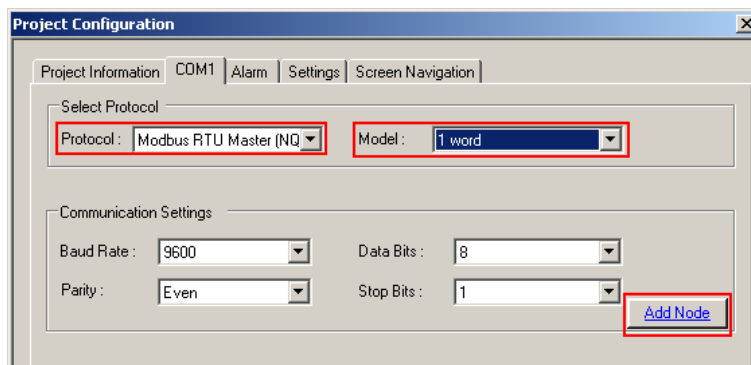 Project Configuration
Project Information COM1 Alarm Settings Screen Navigation
Select Protocol
Protocol : Modbus RTU Master (NQ Model : 1 word
Communication Settings
Baud Rate : 9600 Data Bits : 8
Parity : Even Stop Bits : 1
Add Node